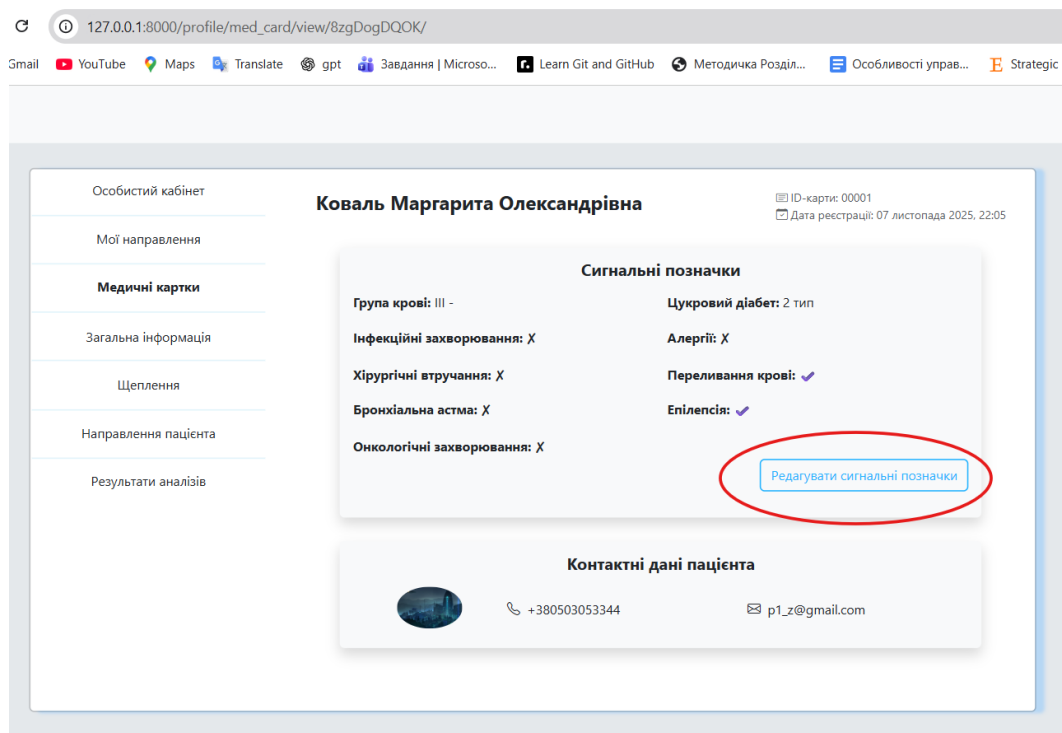 127.0.0.1:8000/profile/med_card/view/8zgDogDQOK/
Gmail YouTube Maps Translate gpt Завдання | Microso... Learn Git and GitHub Методичка Розділ... Особливості управ... Strategic
Особистий кабінет
Мої направлення
Медичні картки
Загальна інформація
Щеплення
Направлення пацієнта
Результати аналізів
Коваль Маргарита Олександрівна
ID-карти: 00001
Дата реєстрації: 07 листопада 2025, 22:05
Сигнальні позначки
Група крові: III -
Цукровий діабет: 2 тип
Інфекційні захворювання: ✗
Алергії: ✗
Хірургічні втручання: ✗
Переливання крові: ✔
Бронхіальна астма: ✗
Епілепсія: ✔
Онкологічні захворювання: ✗
Редагувати сигнальні позначки
Контактні дані пацієнта
+380503053344
p1_z@gmail.com